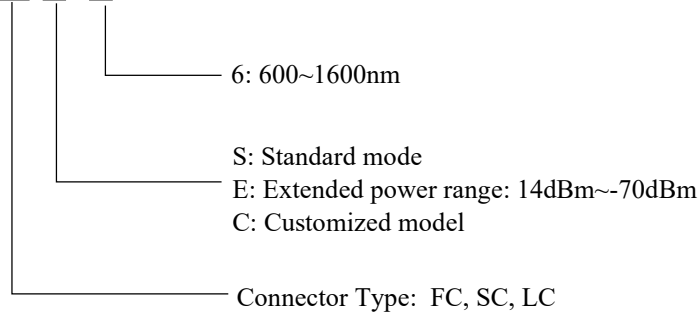 6: 600~1600nm
S: Standard mode
E: Extended power range: 14dBm~-70dBm
C: Customized model
Connector Type: FC, SC, LC